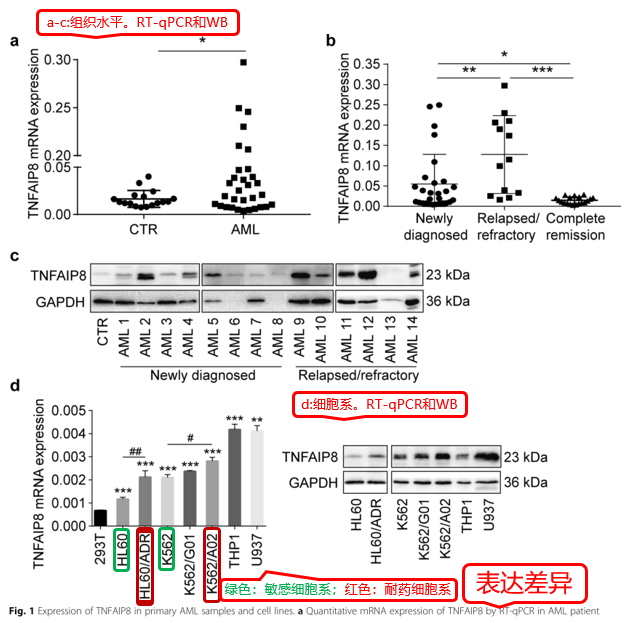 a-c:组织水平。RT-qPCR和WB
a
*
TNFAIP8 mRNA expression
0.30
0.25
0.20
0.05
0.00
CTR
AML
b
*
**
***
TNFAIP8 mRNA expression
0.35
0.30
0.25
0.20
0.15
0.10
0.05
0.00
Newly
diagnosed
Relapsed/
refractory
Complete
remission
c
TNFAIP8
23 kDa
GAPDH
36 kDa
CTR
AML 1
AML 2
AML 3
AML 4
AML 5
AML 6
AML 7
AML 8
AML 9
AML 10
AML 11
AML 12
AML 13
AML 14
Newly diagnosed
Relapsed/refractory
d
d:细胞系。RT-qPCR和WB
TNFAIP8 mRNA expression
0.005
0.004
0.003
0.002
0.001
0.000
***
##
***
#
***
***
***
***
**
293T
HL60
HL60/ADR
K562
K562/G01
K562/A02
THP1
U937
TNFAIP8
23 kDa
GAPDH
36 kDa
HL60
HL60/ADR
K562
K562/G01
K562/A02
THP1
U937
绿色：敏感细胞系；红色：耐药细胞系
表达差异
Fig. 1 Expression of TNFAIP8 in primary AML samples and cell lines. a Quantitative mRNA expression of TNFAIP8 by RT-qPCR in AML patient